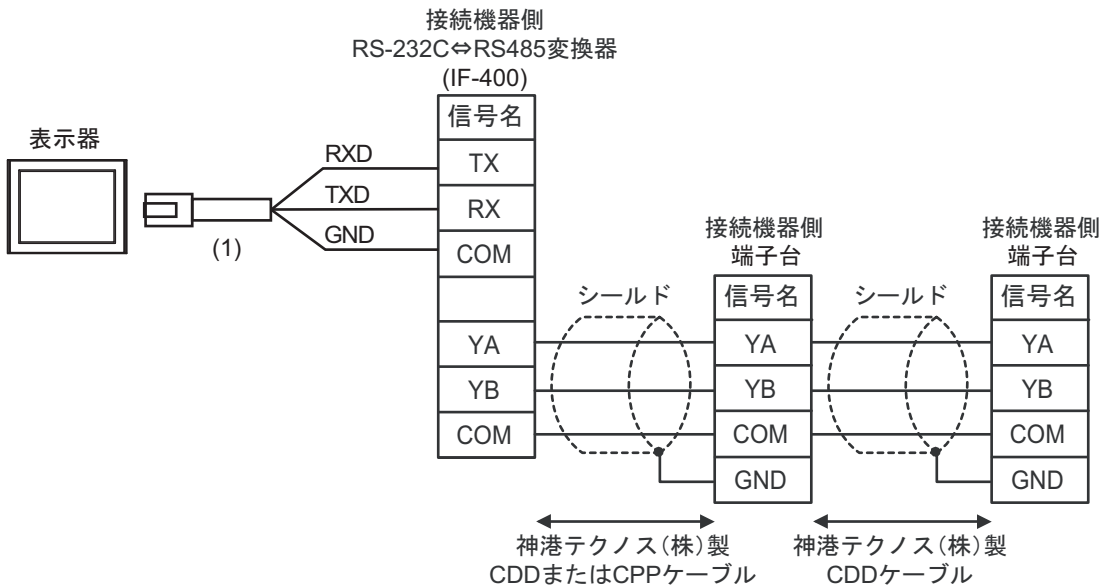 接続機器側
RS-232C⇔RS485変換器
(IF-400)
信号名
TX
RX
COM
YA
YB
COM
表示器
RXD
TXD
GND
(1)
シールド
接続機器側
端子台
信号名
YA
YB
COM
GND
シールド
接続機器側
端子台
信号名
YA
YB
COM
GND
神港テクノス(株)製
CDDまたはCPPケーブル
神港テクノス(株)製
CDDケーブル